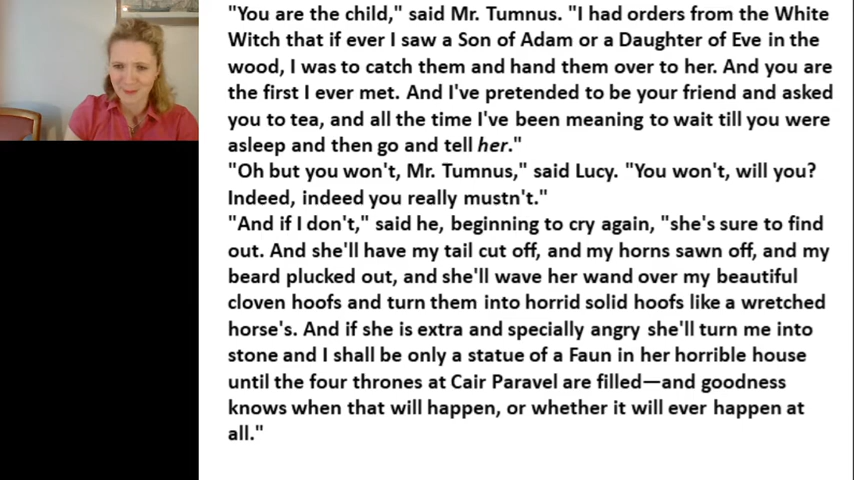 "You are the child," said Mr. Tumnus. "I had orders from the White
Witch that if ever I saw a Son of Adam or a Daughter of Eve in the
wood, I was to catch them and hand them over to her. And you are
the first I ever met. And I've pretended to be your friend and asked
you to tea, and all the time I've been meaning to wait till you were
asleep and then go and tell her."
"Oh but you won't, Mr. Tumnus," said Lucy. "You won't, will you?
Indeed, indeed you really mustn't."
"And if I don't," said he, beginning to cry again, "she's sure to find
out. And she'll have my tail cut off, and my horns sawn off, and my
beard plucked out, and she'll wave her wand over my beautiful
cloven hoofs and turn them into horrid solid hoofs like a wretched
horse's. And if she is extra and specially angry she'll turn me into
stone and I shall be only a statue of a Faun in her horrible house
until the four thrones at Cair Paravel are filled—and goodness
knows when that will happen, or whether it will ever happen at
all."